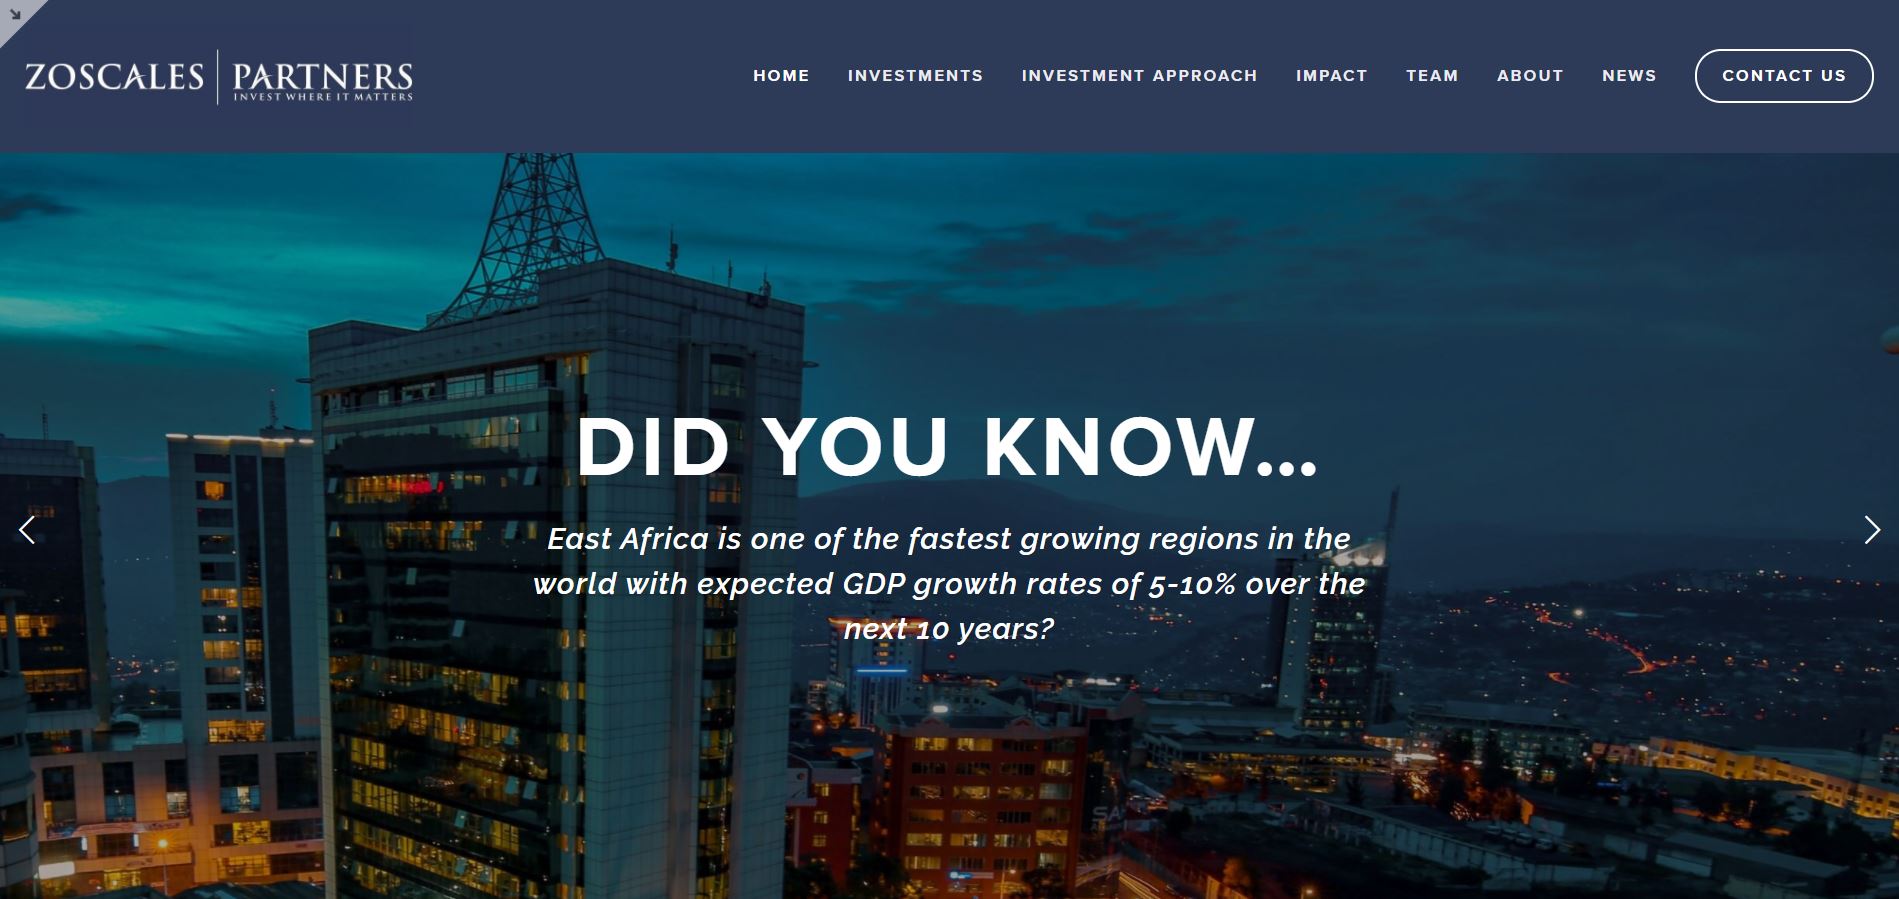 ZOSCALES PARTNERS
INVEST WHERE IT MATTERS
HOME INVESTMENTS INVESTMENT APPROACH IMPACT TEAM ABOUT NEWS CONTACT US
DID YOU KNOW...
East Africa is one of the fastest growing regions in the
world with expected GDP growth rates of 5-10% over the
next 10 years?